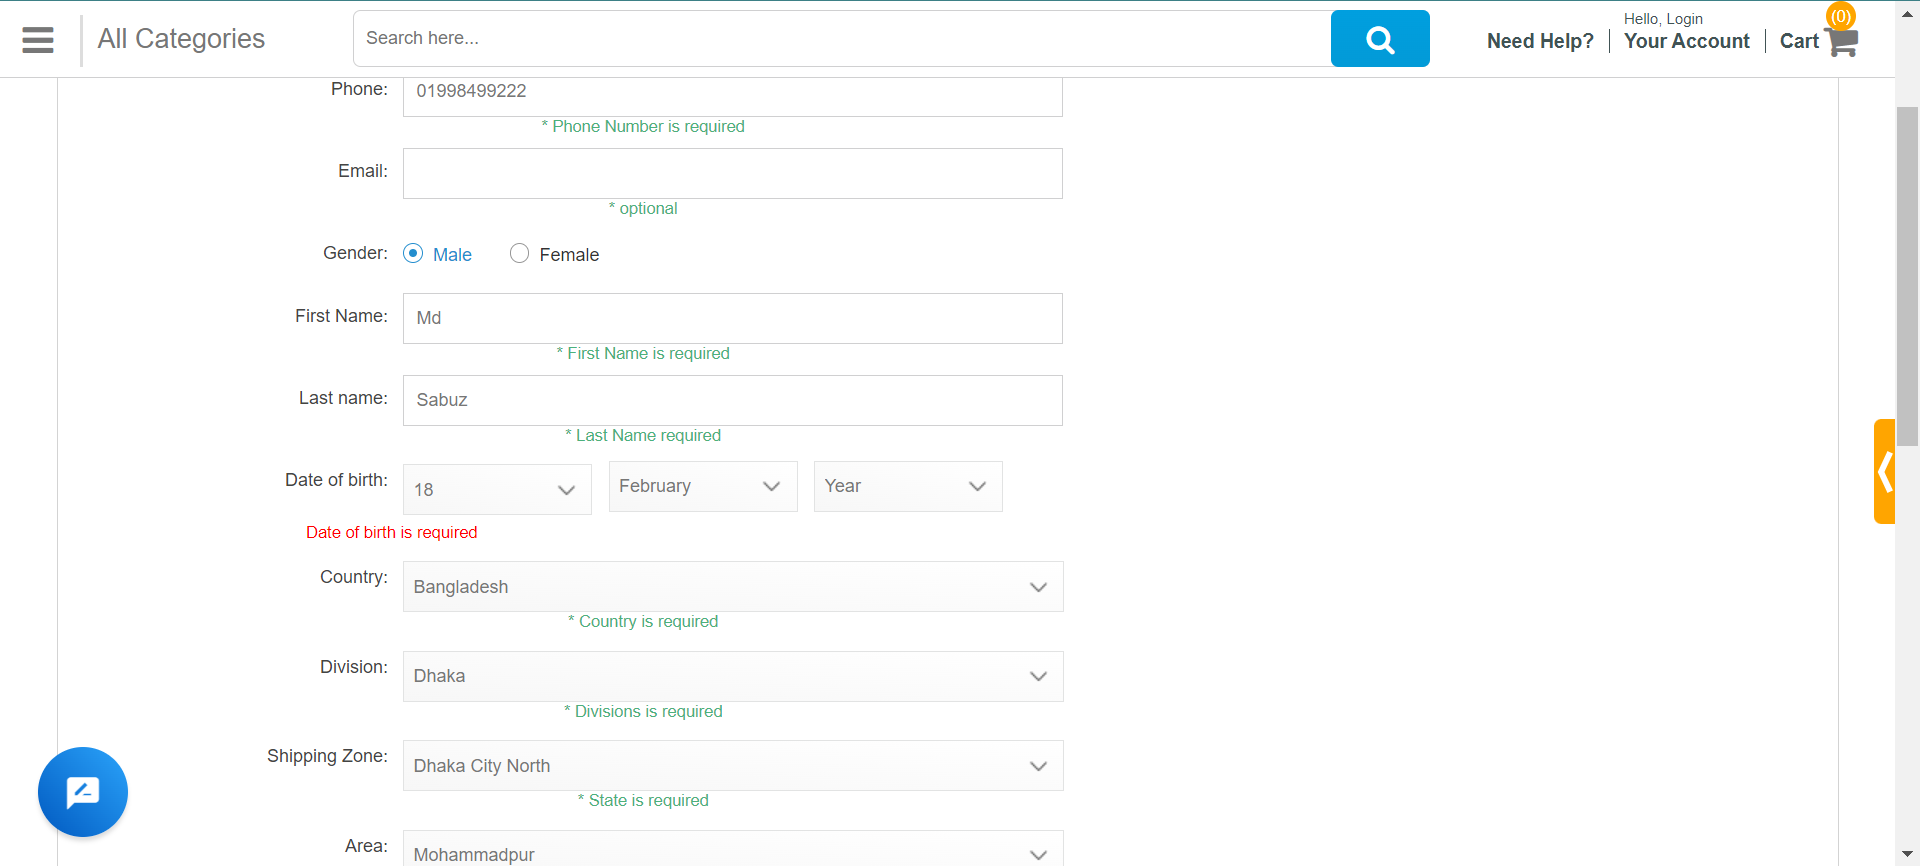 All Categories
Search here...
Need Help?
Hello, Login
Your Account
Cart
(0)
Phone:
01998499222
* Phone Number is required
Email:
* optional
Gender:
Male
Female
First Name:
Md
* First Name is required
Last name:
Sabuz
* Last Name required
Date of birth:
18
February
Year
Date of birth is required
Country:
Bangladesh
* Country is required
Division:
Dhaka
* Divisions is required
Shipping Zone:
Dhaka City North
* State is required
Area:
Mohammadpur